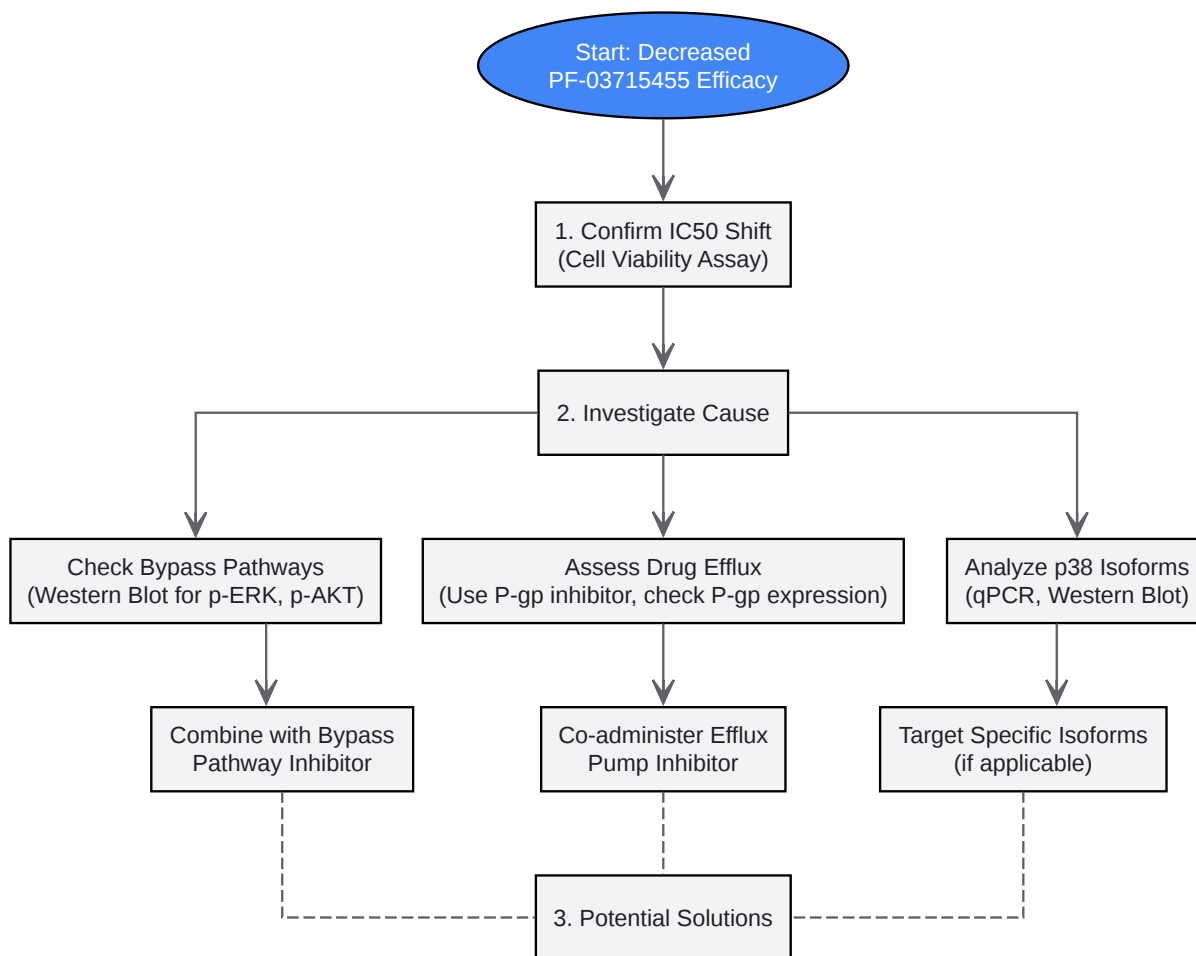 Start: Decreased
PF-03715455 Efficacy
1. Confirm IC50 Shift
(Cell Viability Assay)
2. Investigate Cause
Check Bypass Pathways
(Western Blot for p-ERK, p-AKT)
Assess Drug Efflux
(Use P-gp inhibitor, check P-gp expression)
Analyze p38 Isoforms
(qPCR, Western Blot)
Combine with Bypass
Pathway Inhibitor
Co-administer Efflux
Pump Inhibitor
Target Specific Isoforms
(if applicable)
3. Potential Solutions